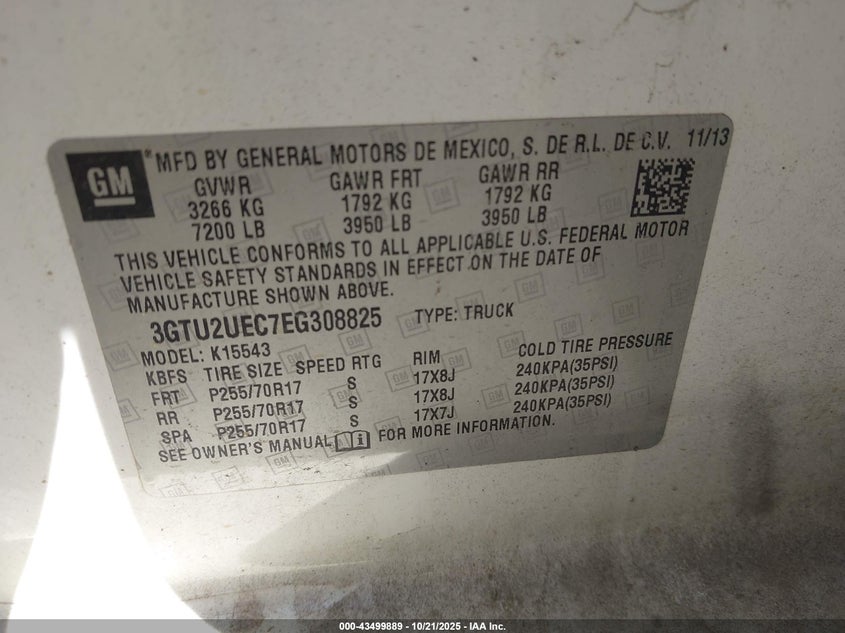 GM ® MFD BY GENERAL MOTORS DE MEXICO, S. DE R.L. DE C.V. 11/13
GVWR GAWR FRT GAWR RR
3266 KG 1792 KG 1792 KG
7200 LB 3950 LB 3950 LB
THIS VEHICLE CONFORMS TO ALL APPLICABLE U.S. FEDERAL MOTOR
VEHICLE SAFETY STANDARDS IN EFFECT ON THE DATE OF
MANUFACTURE SHOWN ABOVE.
3GTU2UEC7EG308825 TYPE: TRUCK
MODEL: K15543
KBFS TIRE SIZE SPEED RTG RIM COLD TIRE PRESSURE
FRT P255/70R17 S 17X8J 240KPA(35PSI)
RR P255/70R17 S 17X8J 240KPA(35PSI)
SPA P255/70R17 S 17X7J 240KPA(35PSI)
SEE OWNER'S MANUAL FOR MORE INFORMATION.
000-43499889 - 10/21/2025 - IAA Inc.